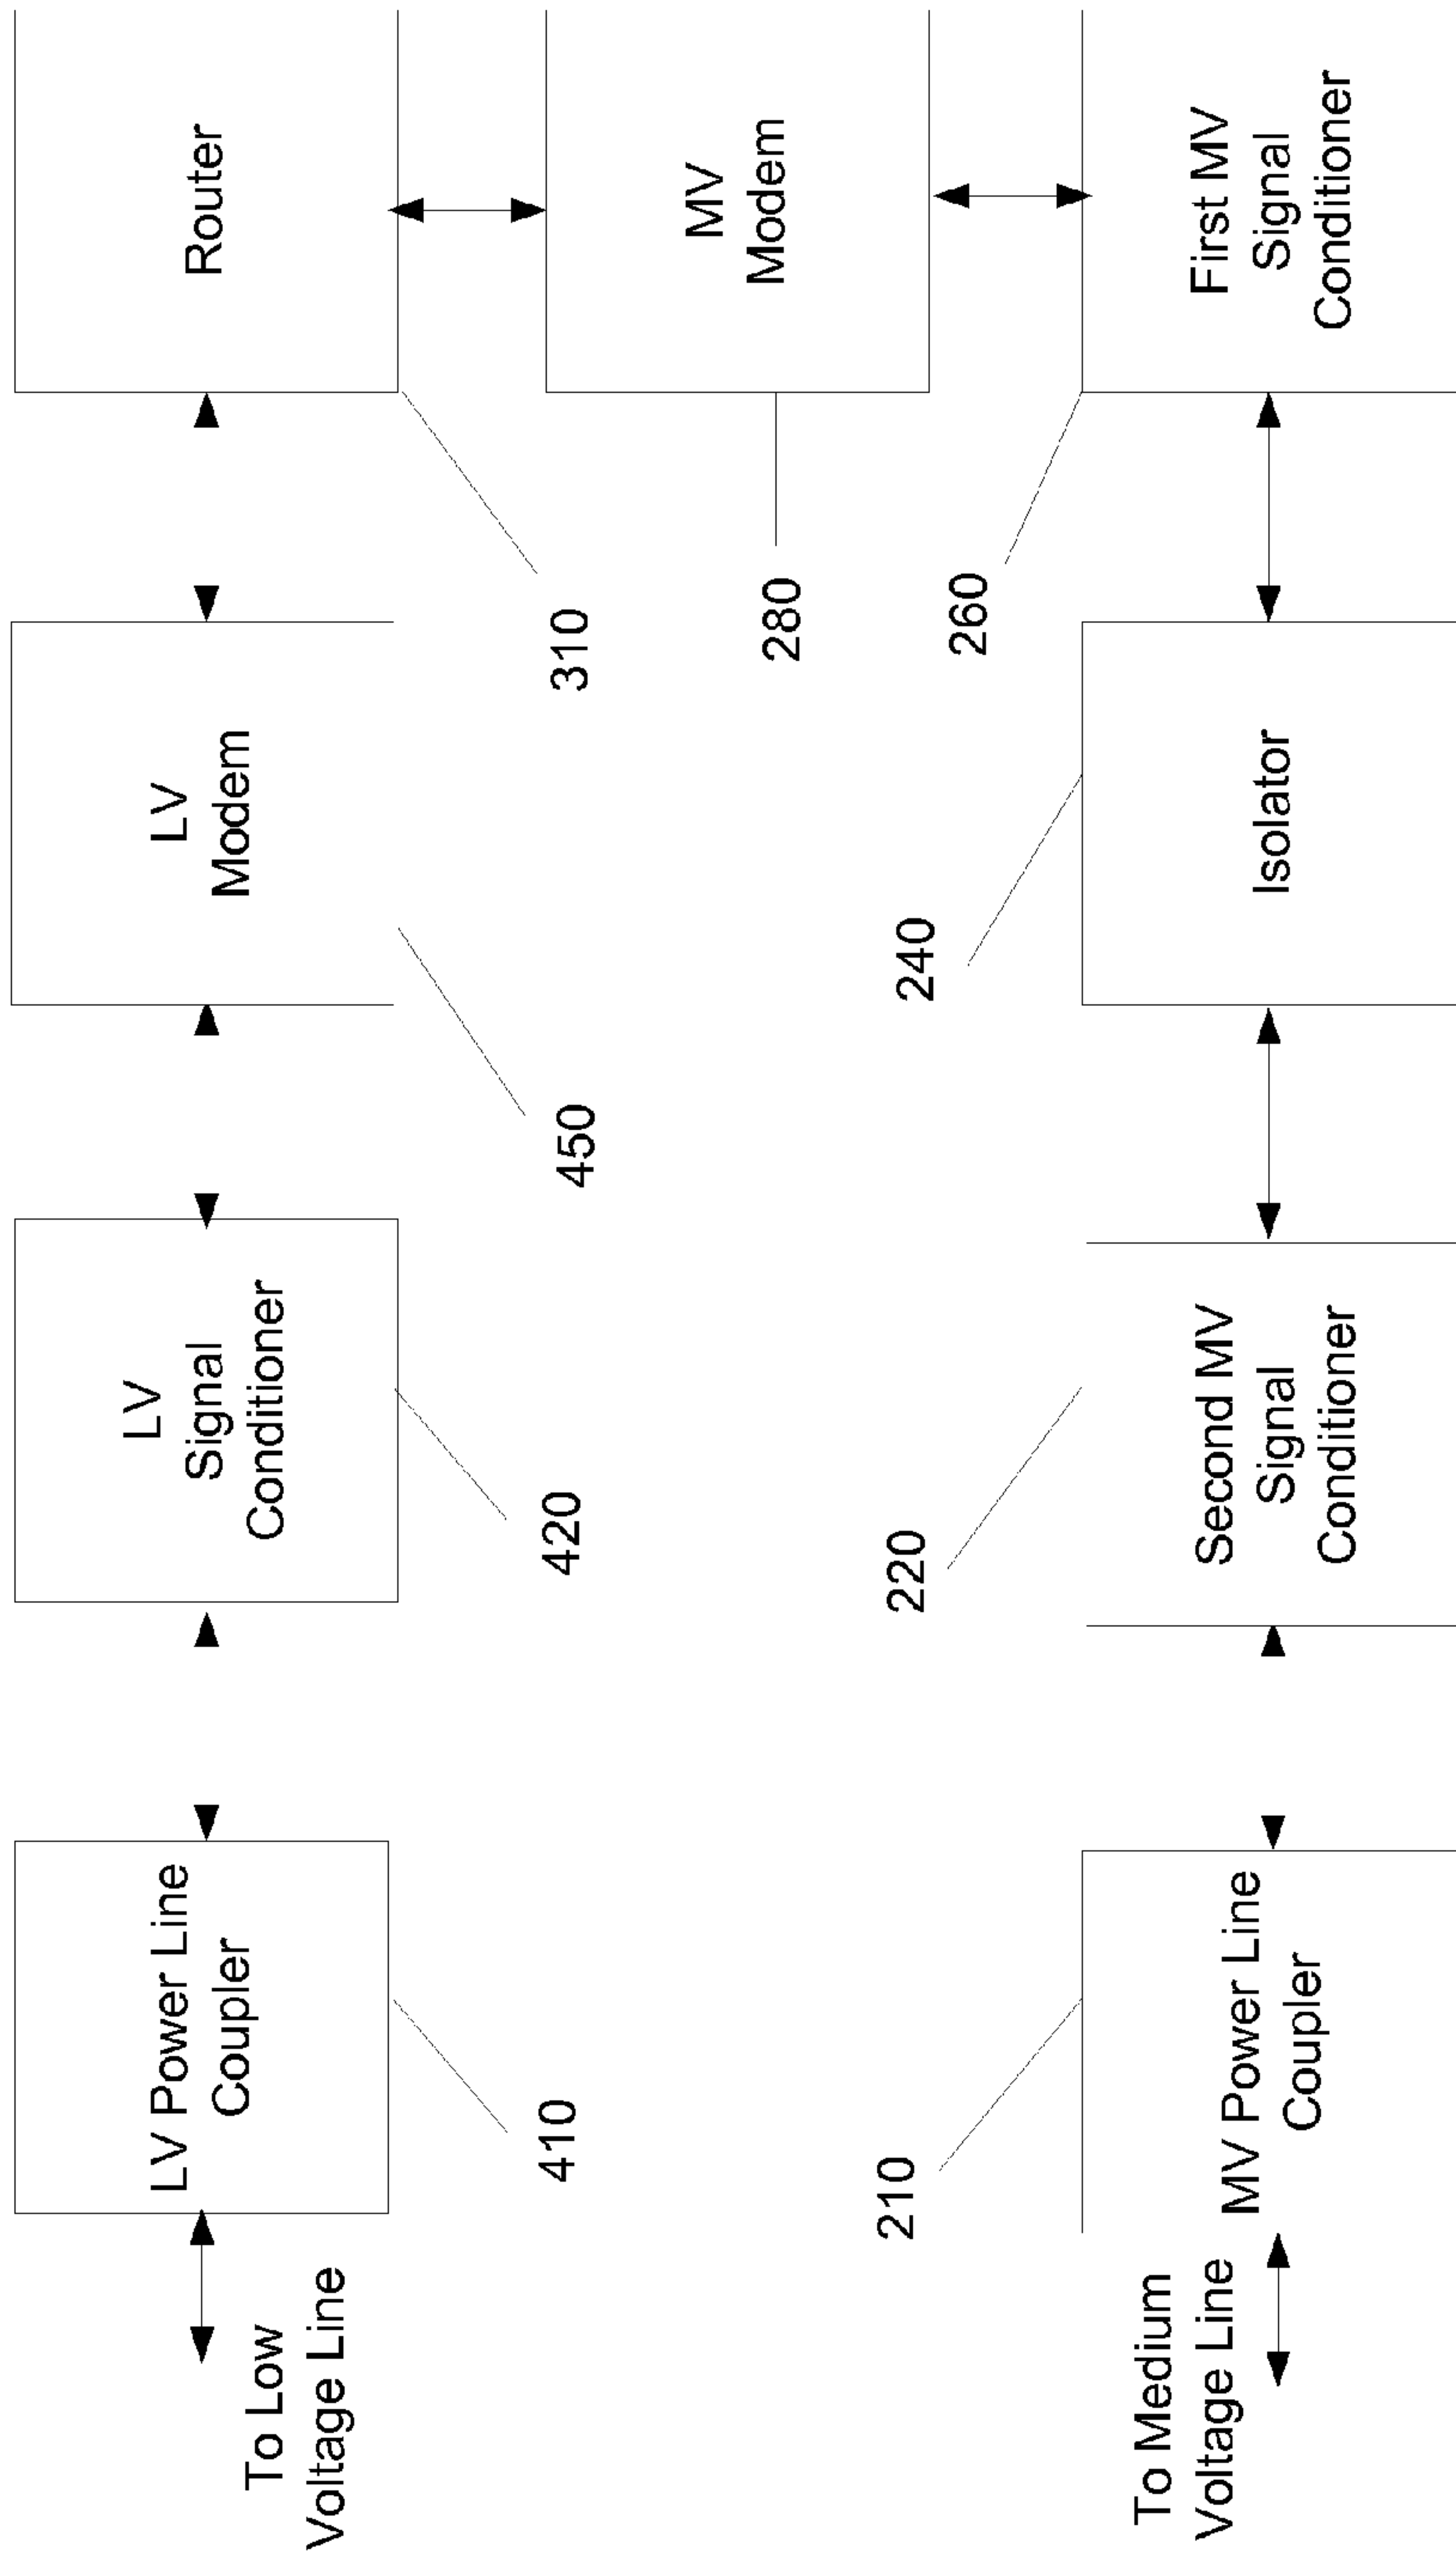 To Low
Voltage Line
LV Power Line
Coupler
410
LV
Signal
Conditioner
420
LV
Modem
450
Router
310
MV
Modem
280
To Medium
Voltage Line
MV Power Line
Coupler
210
Second MV
Signal
Conditioner
220
Isolator
240
First MV
Signal
Conditioner
260